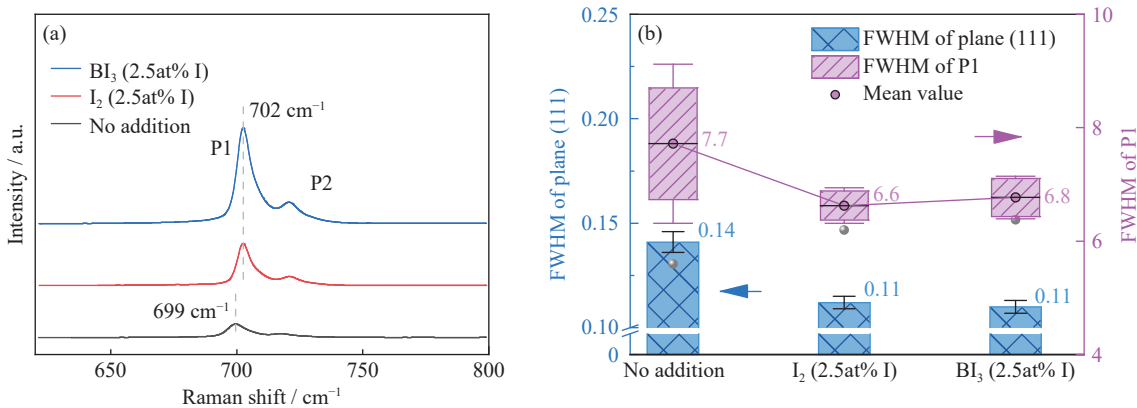 (a)
BI₃ (2.5at% I)
I₂ (2.5at% I)
No addition
702 cm⁻¹
P1
P2
699 cm⁻¹
Intensity / a.u.
650
700
750
800
Raman shift / cm⁻¹
(b)
FWHM of plane (111)
FWHM of P1
Mean value
7.7
6.6
6.8
0.14
0.11
0.11
0.25
0.20
0.15
0.10
0
FWHM of plane (111)
10
8
6
4
FWHM of P1
No addition
I₂ (2.5at% I)
BI₃ (2.5at% I)